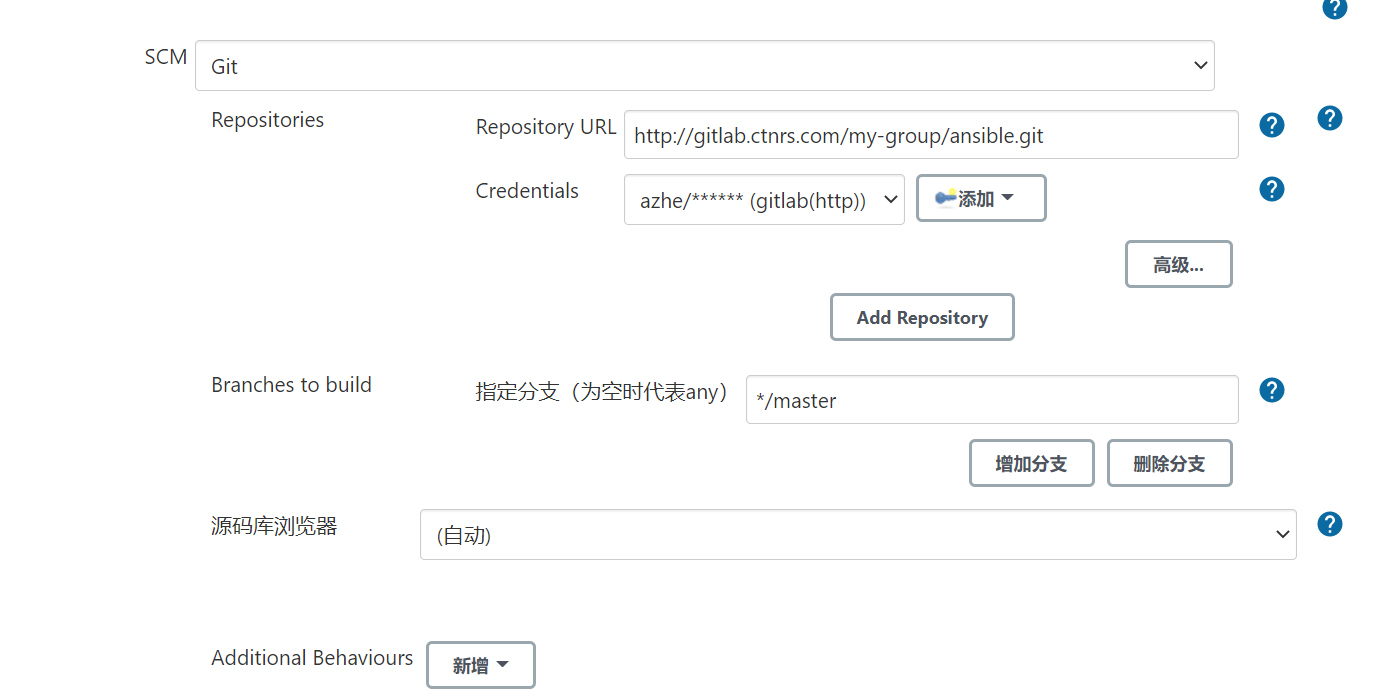 SCM
Git
Repositories
Repository URL
http://gitlab.ctnrs.com/my-group/ansible.git
Credentials
azhe/****** (gitlab(http))
添加
高级...
Add Repository
Branches to build
指定分支（为空时代表any）
*/master
增加分支
删除分支
源码库浏览器
(自动)
Additional Behaviours
新增